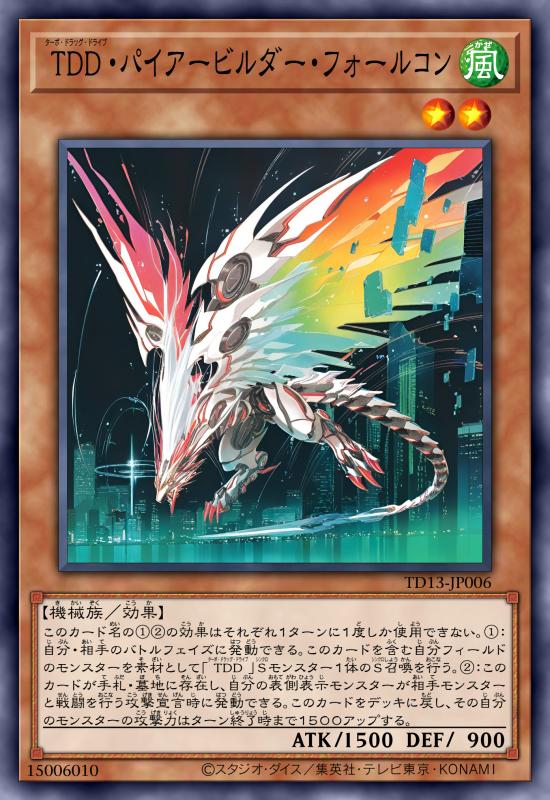 ターボ・ドラッグ・ドライブ
TDD・パイアービルダー・フォールコン
かぜ
風
TD13-JP006
【機械族/効果】
このカード名の①②の効果はそれぞれ1ターンに1度しか使用できない。①:
自分・相手のバトルフェイズに発動できる。このカードを含む自分フィールド
のモンスターを素材として「TDD」Sモンスター1体のS召喚を行う。②:こ
のカードが手札・墓地に存在し、自分の表側表示モンスターが相手モンスター
と戦闘を行う攻撃宣言時に発動できる。このカードをデッキに戻し、その自分
のモンスターの攻撃力はターン終了時まで1500アップする。
ATK/1500 DEF/ 900
15006010 ©スタジオ・ダイス/集英社・テレビ東京・KONAMI